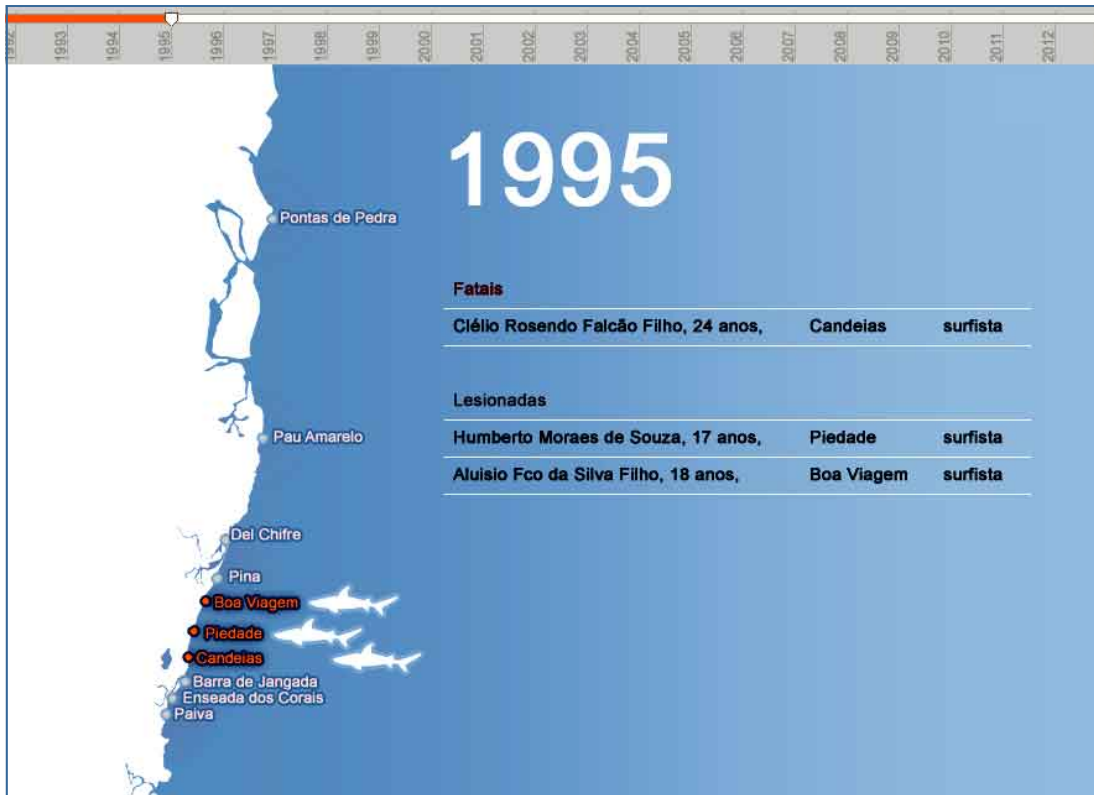 1992 1993 1994 1995 1996 1997 1998 1999 2000 2001 2002 2003 2004 2005 2006 2007 2008 2009 2010 2011 2012
1995
Pontas de Pedra
Fatais
Clélio Rosendo Falcão Filho, 24 anos, Candeias surfista
Lesionadas
Humberto Moraes de Souza, 17 anos, Piedade surfista
Aluisio Fco da Silva Filho, 18 anos, Boa Viagem surfista
Pau Amarelo
Del Chifre
Pina
Boa Viagem
Piedade
Candeias
Barra de Jangada
Enseada dos Corais
Paiva